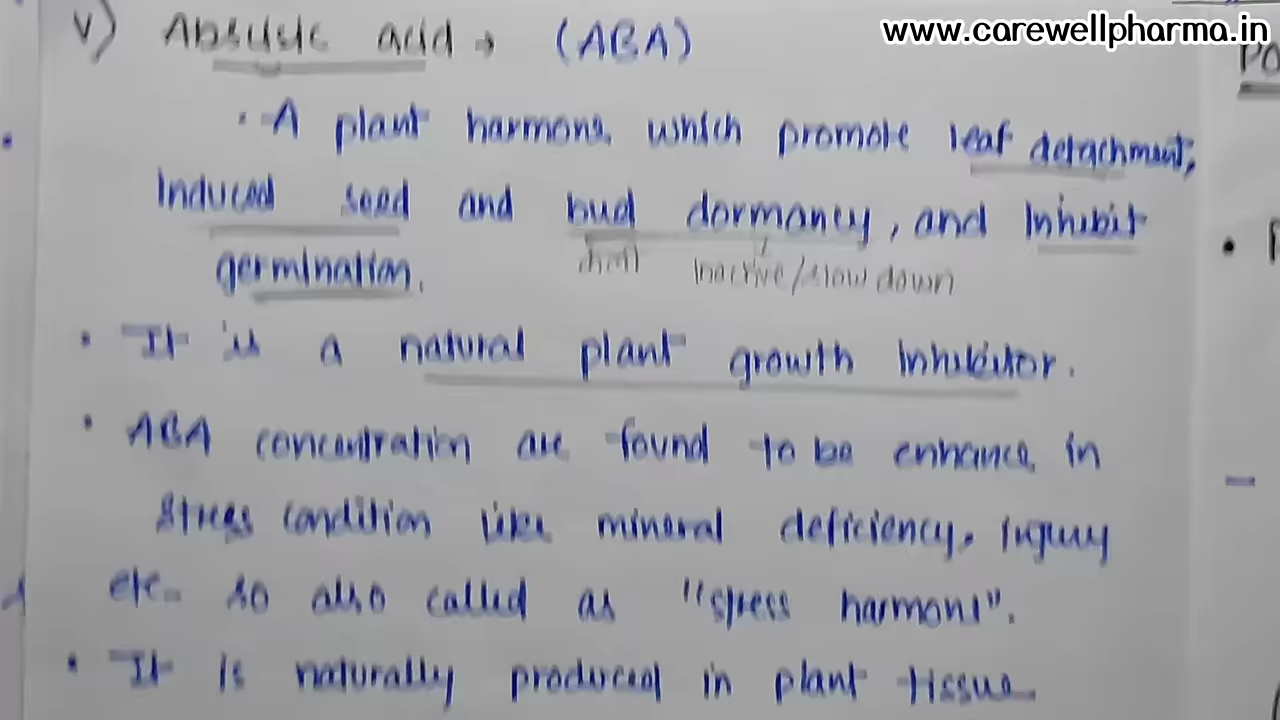 www.carewellpharma.in
v) Abscisic acid → (ABA)
· A plant harmone, which promote leaf detachment,
Induced seed and bud dormancy, and Inhibit
Inactive/slow down
germination.
• It is a natural plant growth Inhibitor.
• ABA concentration are found to be enhance in
stress condition like mineral deficiency, Injury
etc. so also called as "stress harmone".
• It is naturally produced in plant tissue